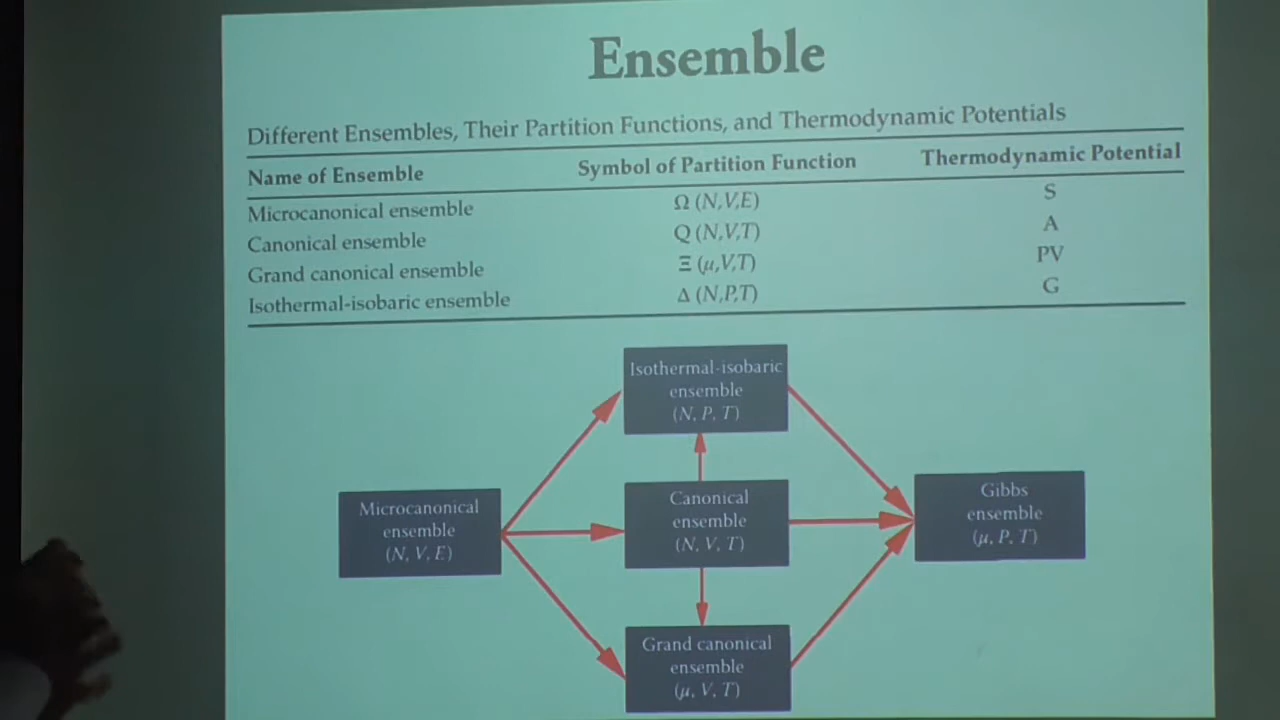 Ensemble
Different Ensembles, Their Partition Functions, and Thermodynamic Potentials
Name of Ensemble Symbol of Partition Function Thermodynamic Potential
Microcanonical ensemble Ω (N,V,E) S
Canonical ensemble Q (N,V,T) A
Grand canonical ensemble Ξ (μ,V,T) PV
Isothermal-isobaric ensemble Δ (N,P,T) G
Isothermal-isobaric
ensemble
(N, P, T)
Microcanonical
ensemble
(N, V, E)
Canonical
ensemble
(N, V, T)
Gibbs
ensemble
(μ, P, T)
Grand canonical
ensemble
(μ, V, T)